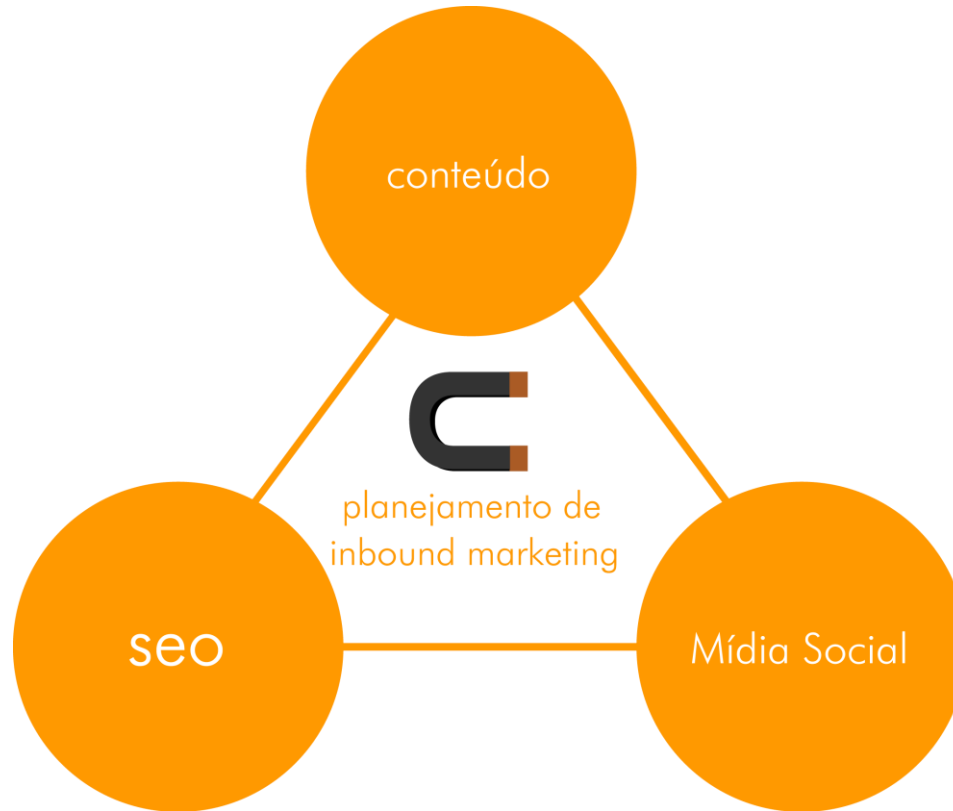 conteúdo
planejamento de
inbound marketing
seo
Mídia Social